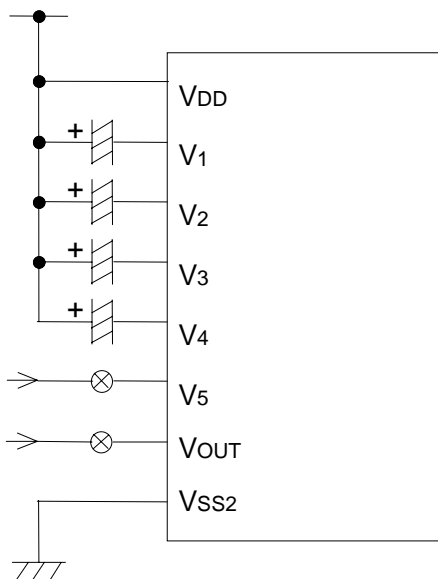 VDD
+ V1
+ V2
+ V3
+ V4
V5
VOUT
VSS2